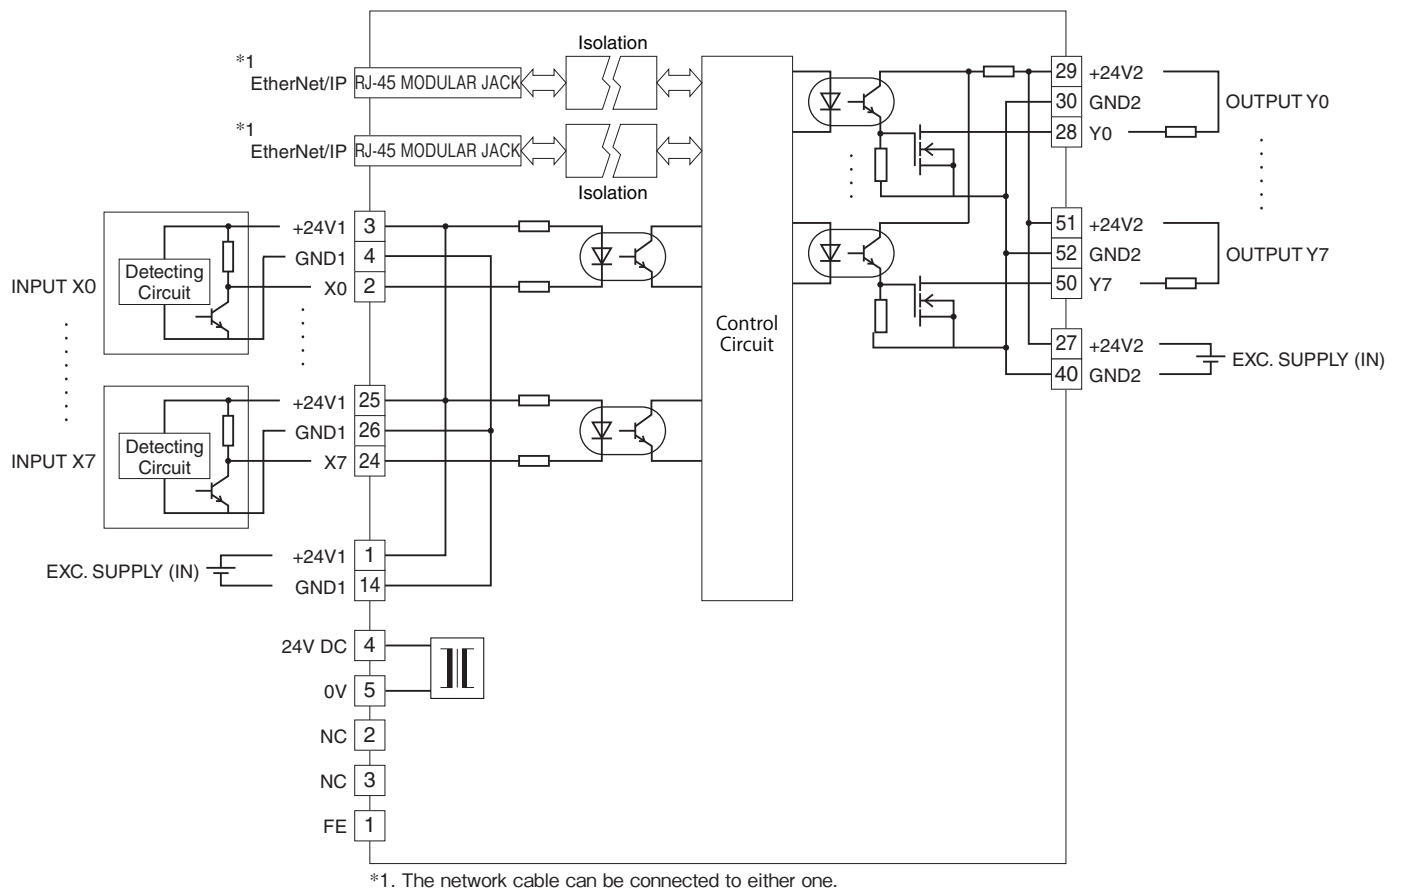 Isolation
*1
EtherNet/IP RJ-45 MODULAR JACK
*1
EtherNet/IP RJ-45 MODULAR JACK
Isolation
INPUT X0
Detecting
Circuit
+24V1 3
GND1 4
X0 2
INPUT X7
Detecting
Circuit
+24V1 25
GND1 26
X7 24
EXC. SUPPLY (IN)
+24V1 1
GND1 14
24V DC 4
0V 5
NC 2
NC 3
FE 1
Control
Circuit
29 +24V2
30 GND2
28 Y0
OUTPUT Y0
51 +24V2
52 GND2
50 Y7
OUTPUT Y7
27 +24V2
40 GND2
EXC. SUPPLY (IN)
*1. The network cable can be connected to either one.